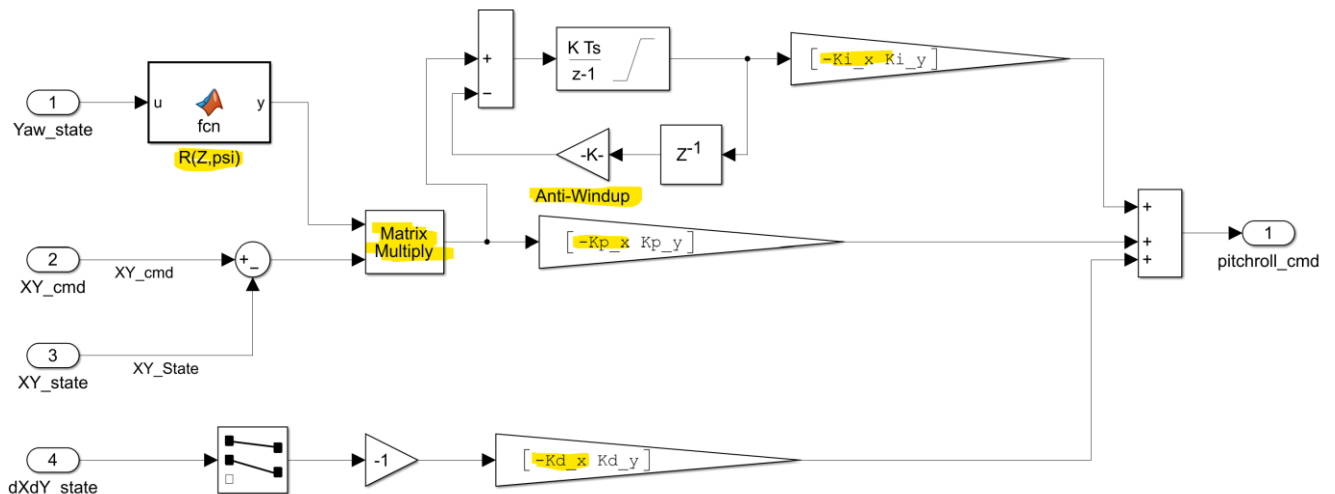 1
Yaw_state
u
fcn
y
R(Z,psi)
2
XY_cmd
XY_cmd
+
−
3
XY_state
XY_State
Matrix
Multiply
+
−
K Ts
z-1
-K-
Z-1
Anti-Windup
[-Ki_x Ki_y]
[-Kp_x Kp_y]
4
dXdY_state
-1
[-Kd_x Kd_y]
+
+
+
1
pitchroll_cmd